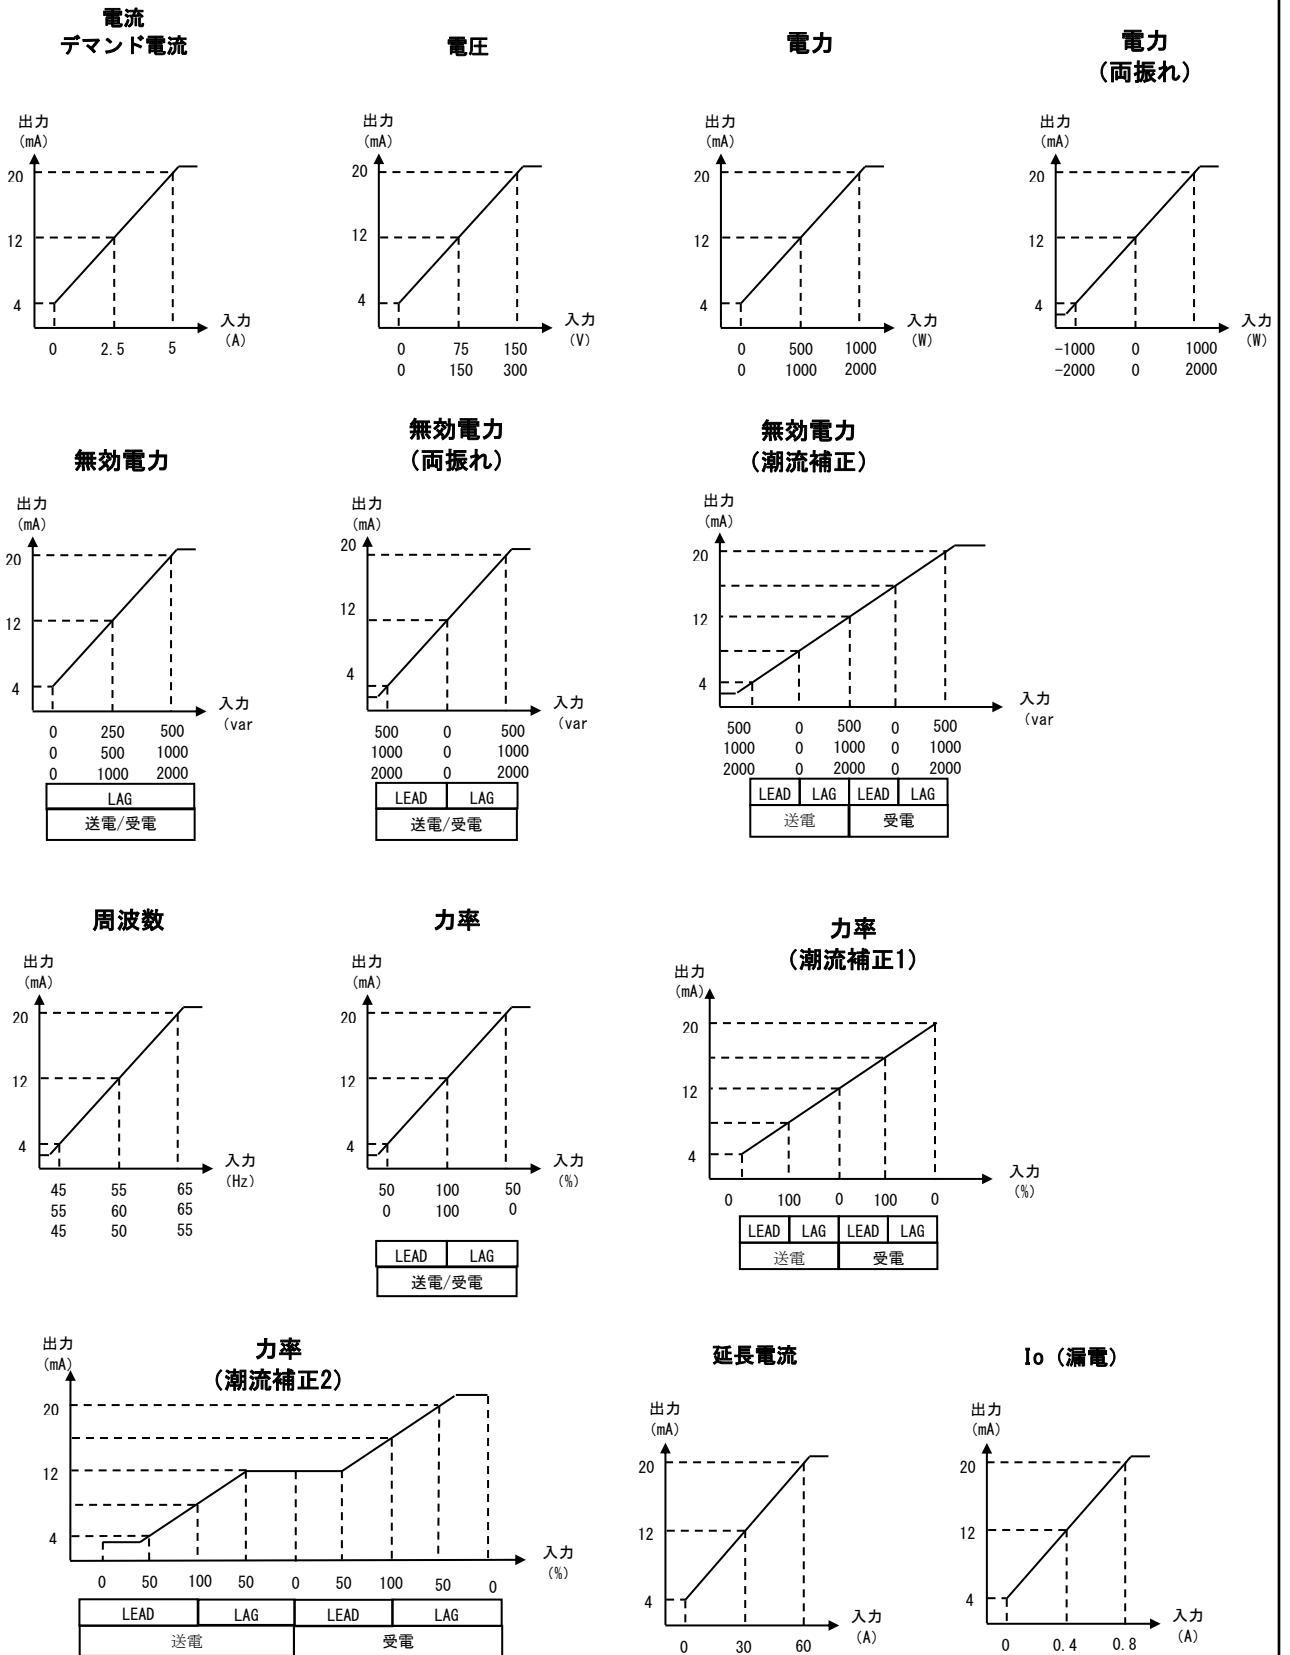 電流
デマンド電流
出力
(mA)
20
12
4
0 2.5 5
入力
(A)
電圧
出力
(mA)
20
12
4
0 75 150
0 150 300
入力
(V)
電力
出力
(mA)
20
12
4
0 500 1000
0 1000 2000
入力
(W)
電力
(両振れ)
出力
(mA)
20
12
4
-1000 0 1000
-2000 0 2000
入力
(W)
無効電力
出力
(mA)
20
12
4
0 250 500
0 500 1000
0 1000 2000
入力
(var
LAG
送電/受電
無効電力
(両振れ)
出力
(mA)
20
12
4
500 0 500
1000 0 1000
2000 0 2000
入力
(var
LEAD LAG
送電/受電
無効電力
(潮流補正)
出力
(mA)
20
12
4
500 0 500 0 500
1000 0 1000 0 1000
2000 0 2000 0 2000
入力
(var
LEAD LAG LEAD LAG
送電 受電
周波数
出力
(mA)
20
12
4
45 55 65
55 60 65
45 50 55
入力
(Hz)
力率
出力
(mA)
20
12
4
50 100 50
0 100 0
入力
(%)
LEAD LAG
送電/受電
力率
(潮流補正1)
出力
(mA)
20
12
4
0 100 0 100 0
入力
(%)
LEAD LAG LEAD LAG
送電 受電
力率
(潮流補正2)
出力
(mA)
20
12
4
0 50 100 50 0 50 100 50 0
入力
(%)
LEAD LAG LEAD LAG
送電 受電
延長電流
出力
(mA)
20
12
4
0 30 60
入力
(A)
Io (漏電)
出力
(mA)
20
12
4
0 0.4 0.8
入力
(A)